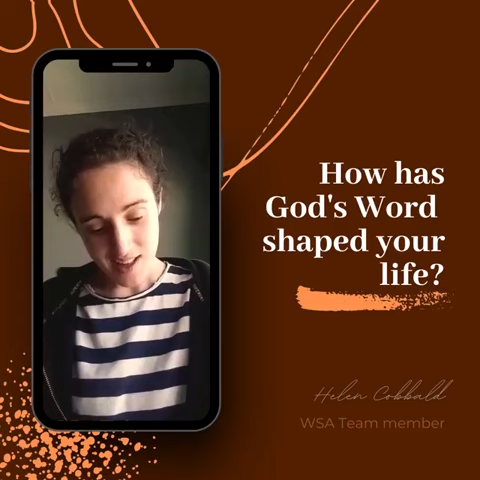 How has
God's Word
shaped your
life?
Helen Cobbald
WSA Team member